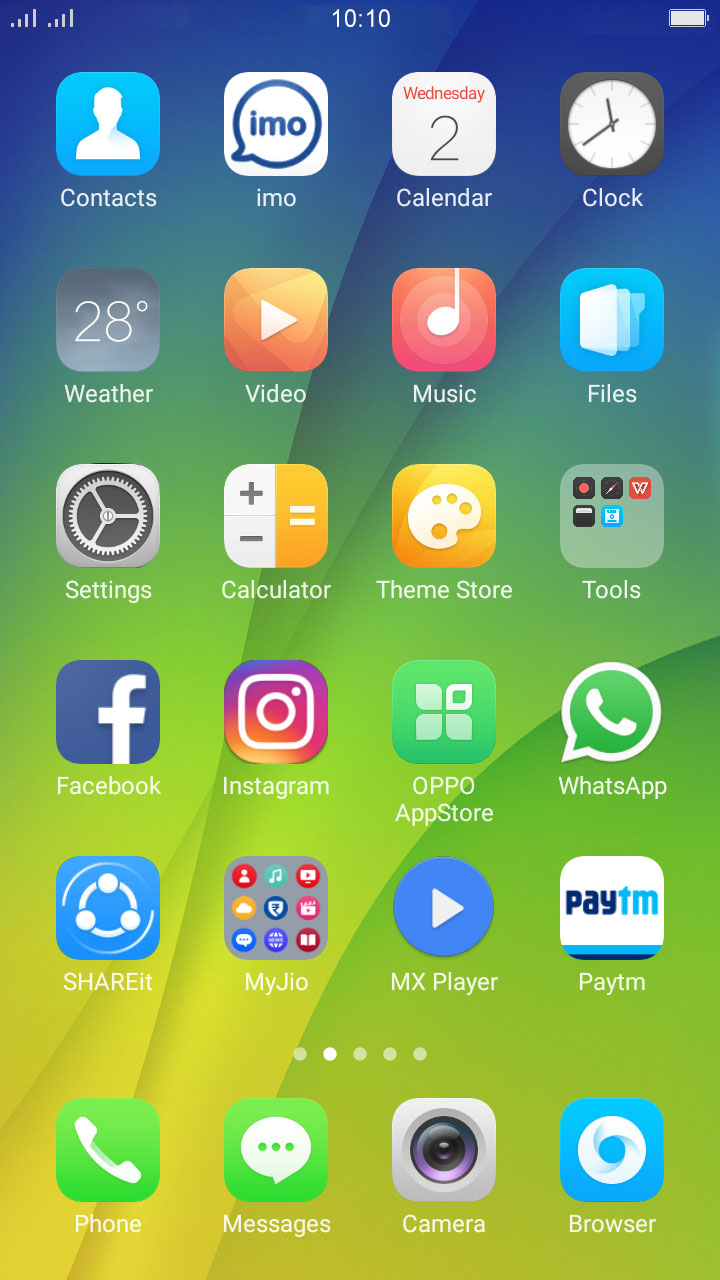 10:10
imo
Wednesday
2
Contacts
imo
Calendar
Clock
28°
Weather
Video
Music
Files
Settings
Calculator
Theme Store
Tools
Facebook
Instagram
OPPO
AppStore
WhatsApp
paytm
SHAREit
MyJio
MX Player
Paytm
Phone
Messages
Camera
Browser